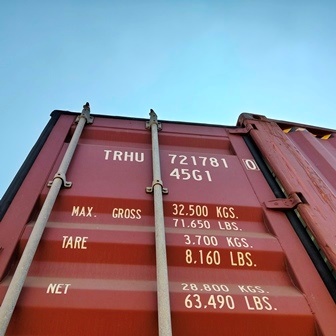 TRHU 721781 0
45G1
MAX. GROSS 32.500 KGS.
71.650 LBS.
TARE 3.700 KGS.
8.160 LBS.
NET 28.800 KGS.
63.490 LBS.